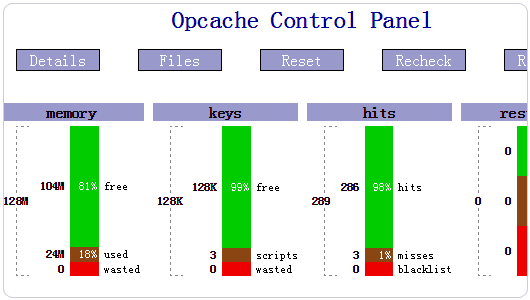 Opcache Control Panel
Details Files Reset Recheck R
memory keys hits res
104M 81% free 128K 99% free 286 98% hits 0
128M 128K 289 0 0
24M 18% used 3 scripts 3 1% misses 0
0 wasted 0 wasted 0 blacklist